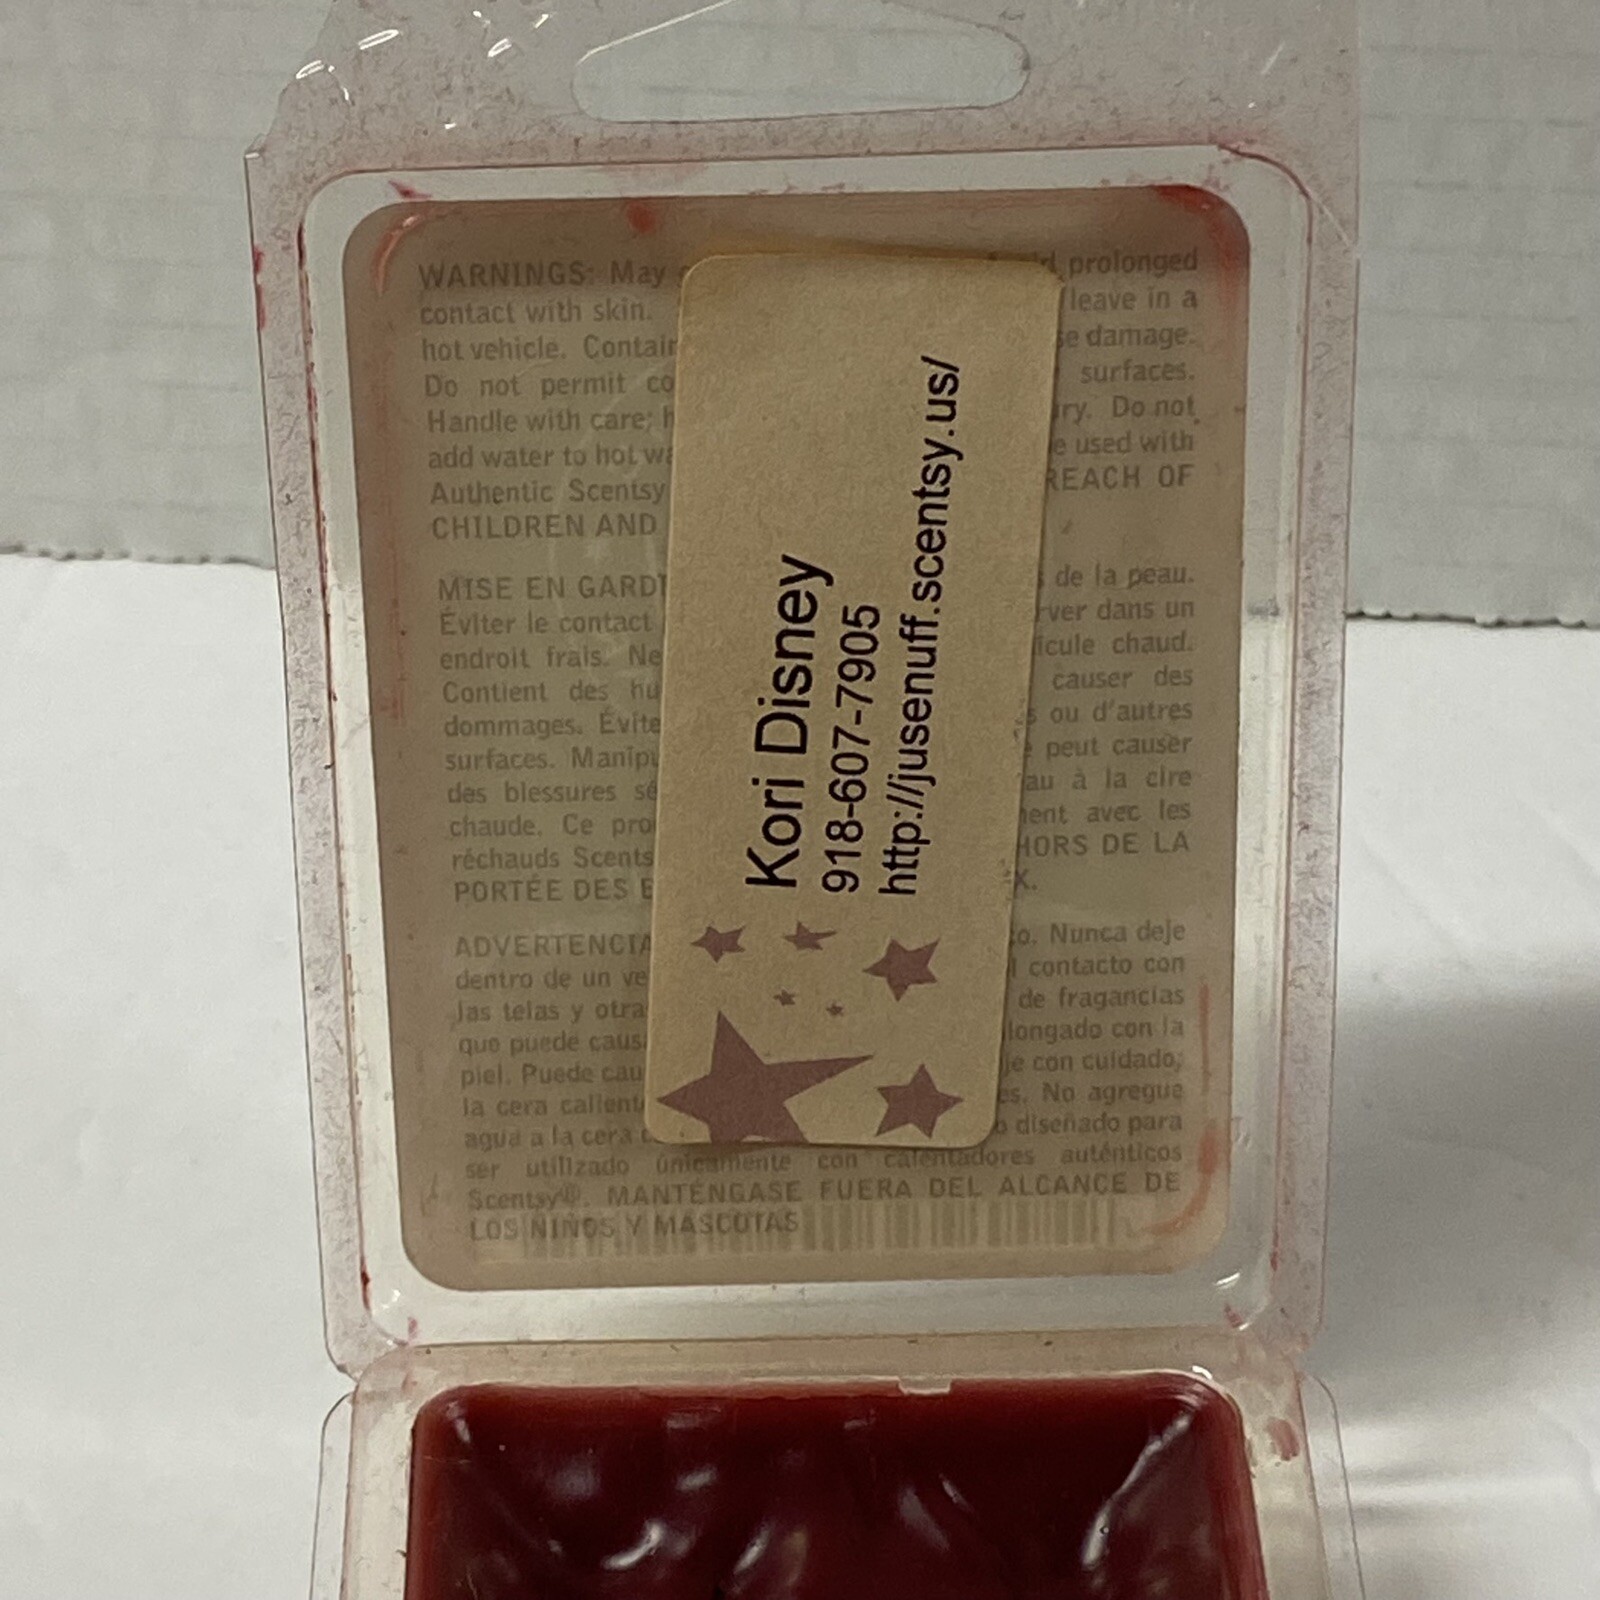 WARNINGS: May prolonged
contact with skin. leave in a
hot vehicle. damage.
Do not permit surfaces.
Handle with care; Do not
add water to hot used with
Authentic Scentsy REACH OF
CHILDREN AND
MISE EN de la peau.
Éviter le contact dans un
endroit frais. Ne chaud.
Contient des causer des
dommages. ou d'autres
surfaces. peut causer
des blessures à la cire
chaude. Ce avec les
réchauds HORS DE LA
PORTÉE DES
Nunca deje
dentro de un contacto con
las telas y de fragancias
que puede con la
piel. Puede con cuidado;
la cera No agregue
agua a la cera diseñado para
ser utilizado únicamente con calentadores auténticos
Scentsy®. MANTÉNGASE FUERA DEL ALCANCE DE
LOS NIÑOS Y MASCOTAS
Kori Disney
918-607-7905
http://jusenuff.scentsy.us/